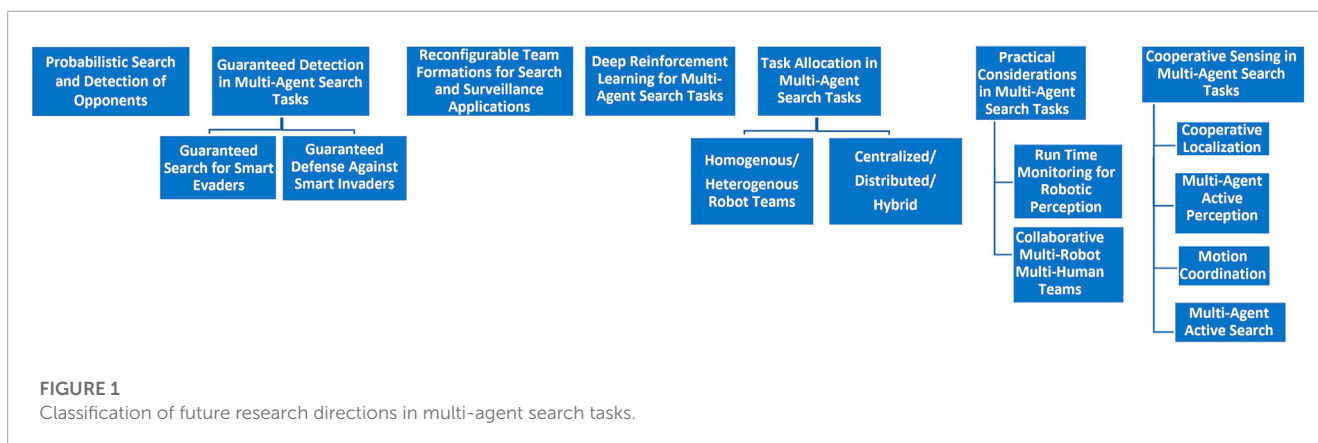 Probabilistic Search
and Detection of
Opponents
Guaranteed Detection
in Multi-Agent Search
Tasks
Guaranteed
Search for Smart
Evaders
Guaranteed
Defense Against
Smart Invaders
Reconfigurable Team
Formations for Search
and Surveillance
Applications
Deep Reinforcement
Learning for Multi-
Agent Search Tasks
Task Allocation in
Multi-Agent
Search Tasks
Homogenous/
Heterogenous
Robot Teams
Centralized/
Distributed/
Hybrid
Practical
Considerations
in Multi-Agent
Search Tasks
Run Time
Monitoring for
Robotic
Perception
Collaborative
Multi-Robot
Multi-Human
Teams
Cooperative Sensing in
Multi-Agent Search
Tasks
Cooperative
Localization
Multi-Agent
Active
Perception
Motion
Coordination
Multi-Agent
Active Search
FIGURE 1
Classification of future research directions in multi-agent search tasks.